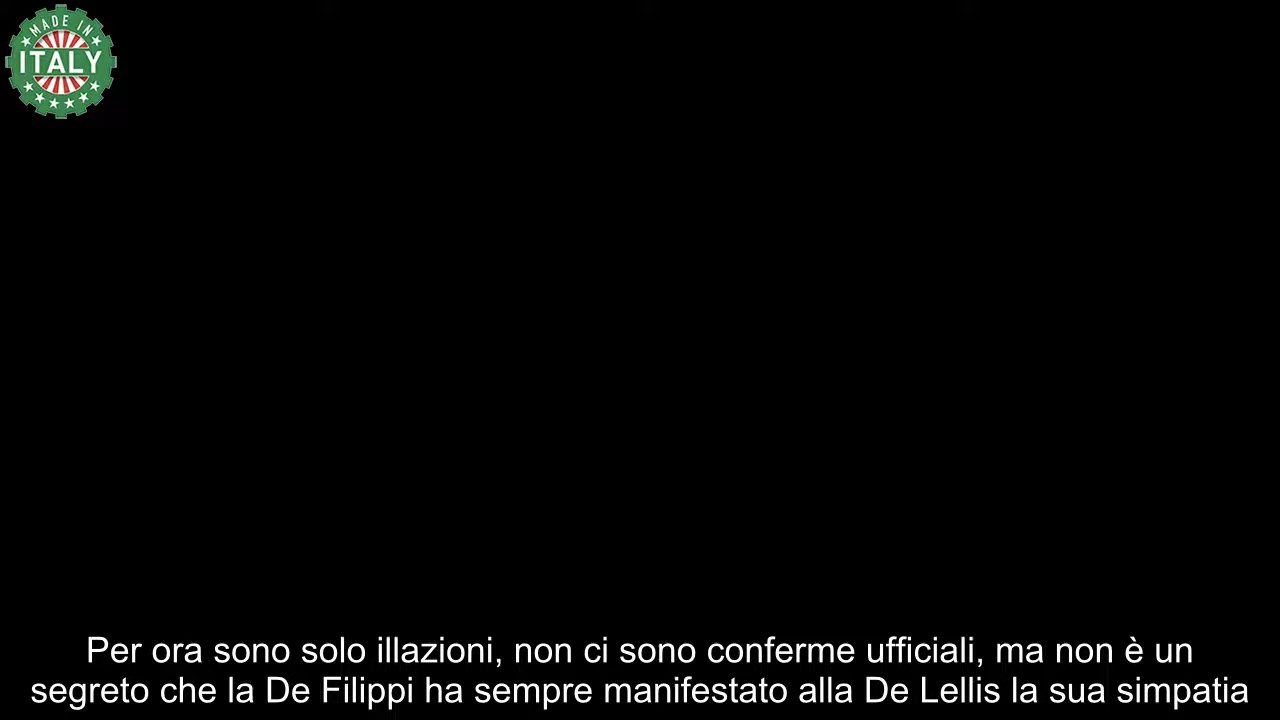 MADE IN
ITALY
Per ora sono solo illazioni, non ci sono conferme ufficiali, ma non è un
segreto che la De Filippi ha sempre manifestato alla De Lellis la sua simpatia